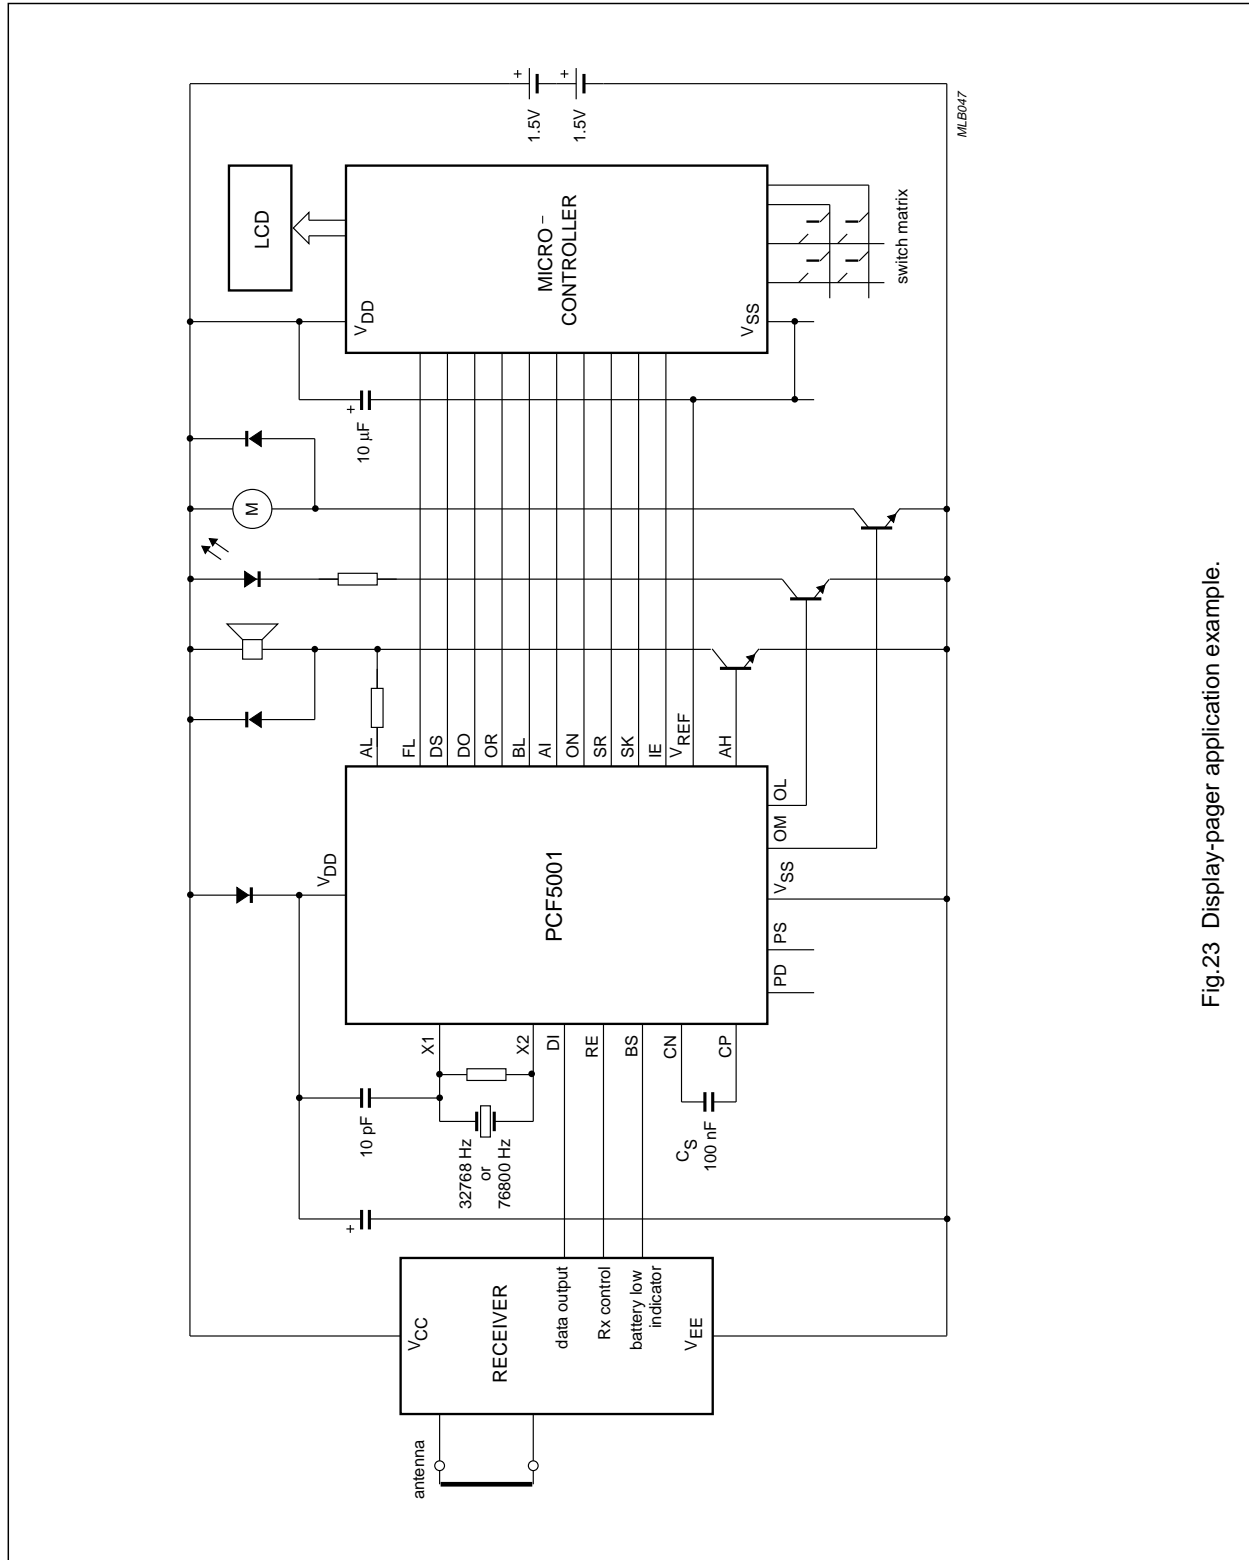 antenna
RECEIVER
VCC
data output
Rx control
battery low
indicator
VEE
10 pF
32768 Hz
or
76800 Hz
CS
100 nF
X1
X2
DI
RE
BS
CN
CP
PCF5001
VDD
PD
PS
VSS
OM
OL
AL
FL
DS
DO
OR
BL
AI
ON
SR
SK
IE
VREF
AH
M
10 μF
+
+
VDD
MICRO –
CONTROLLER
VSS
LCD
switch matrix
+
1.5V
+
1.5V
MLB047
Fig.23 Display-pager application example.